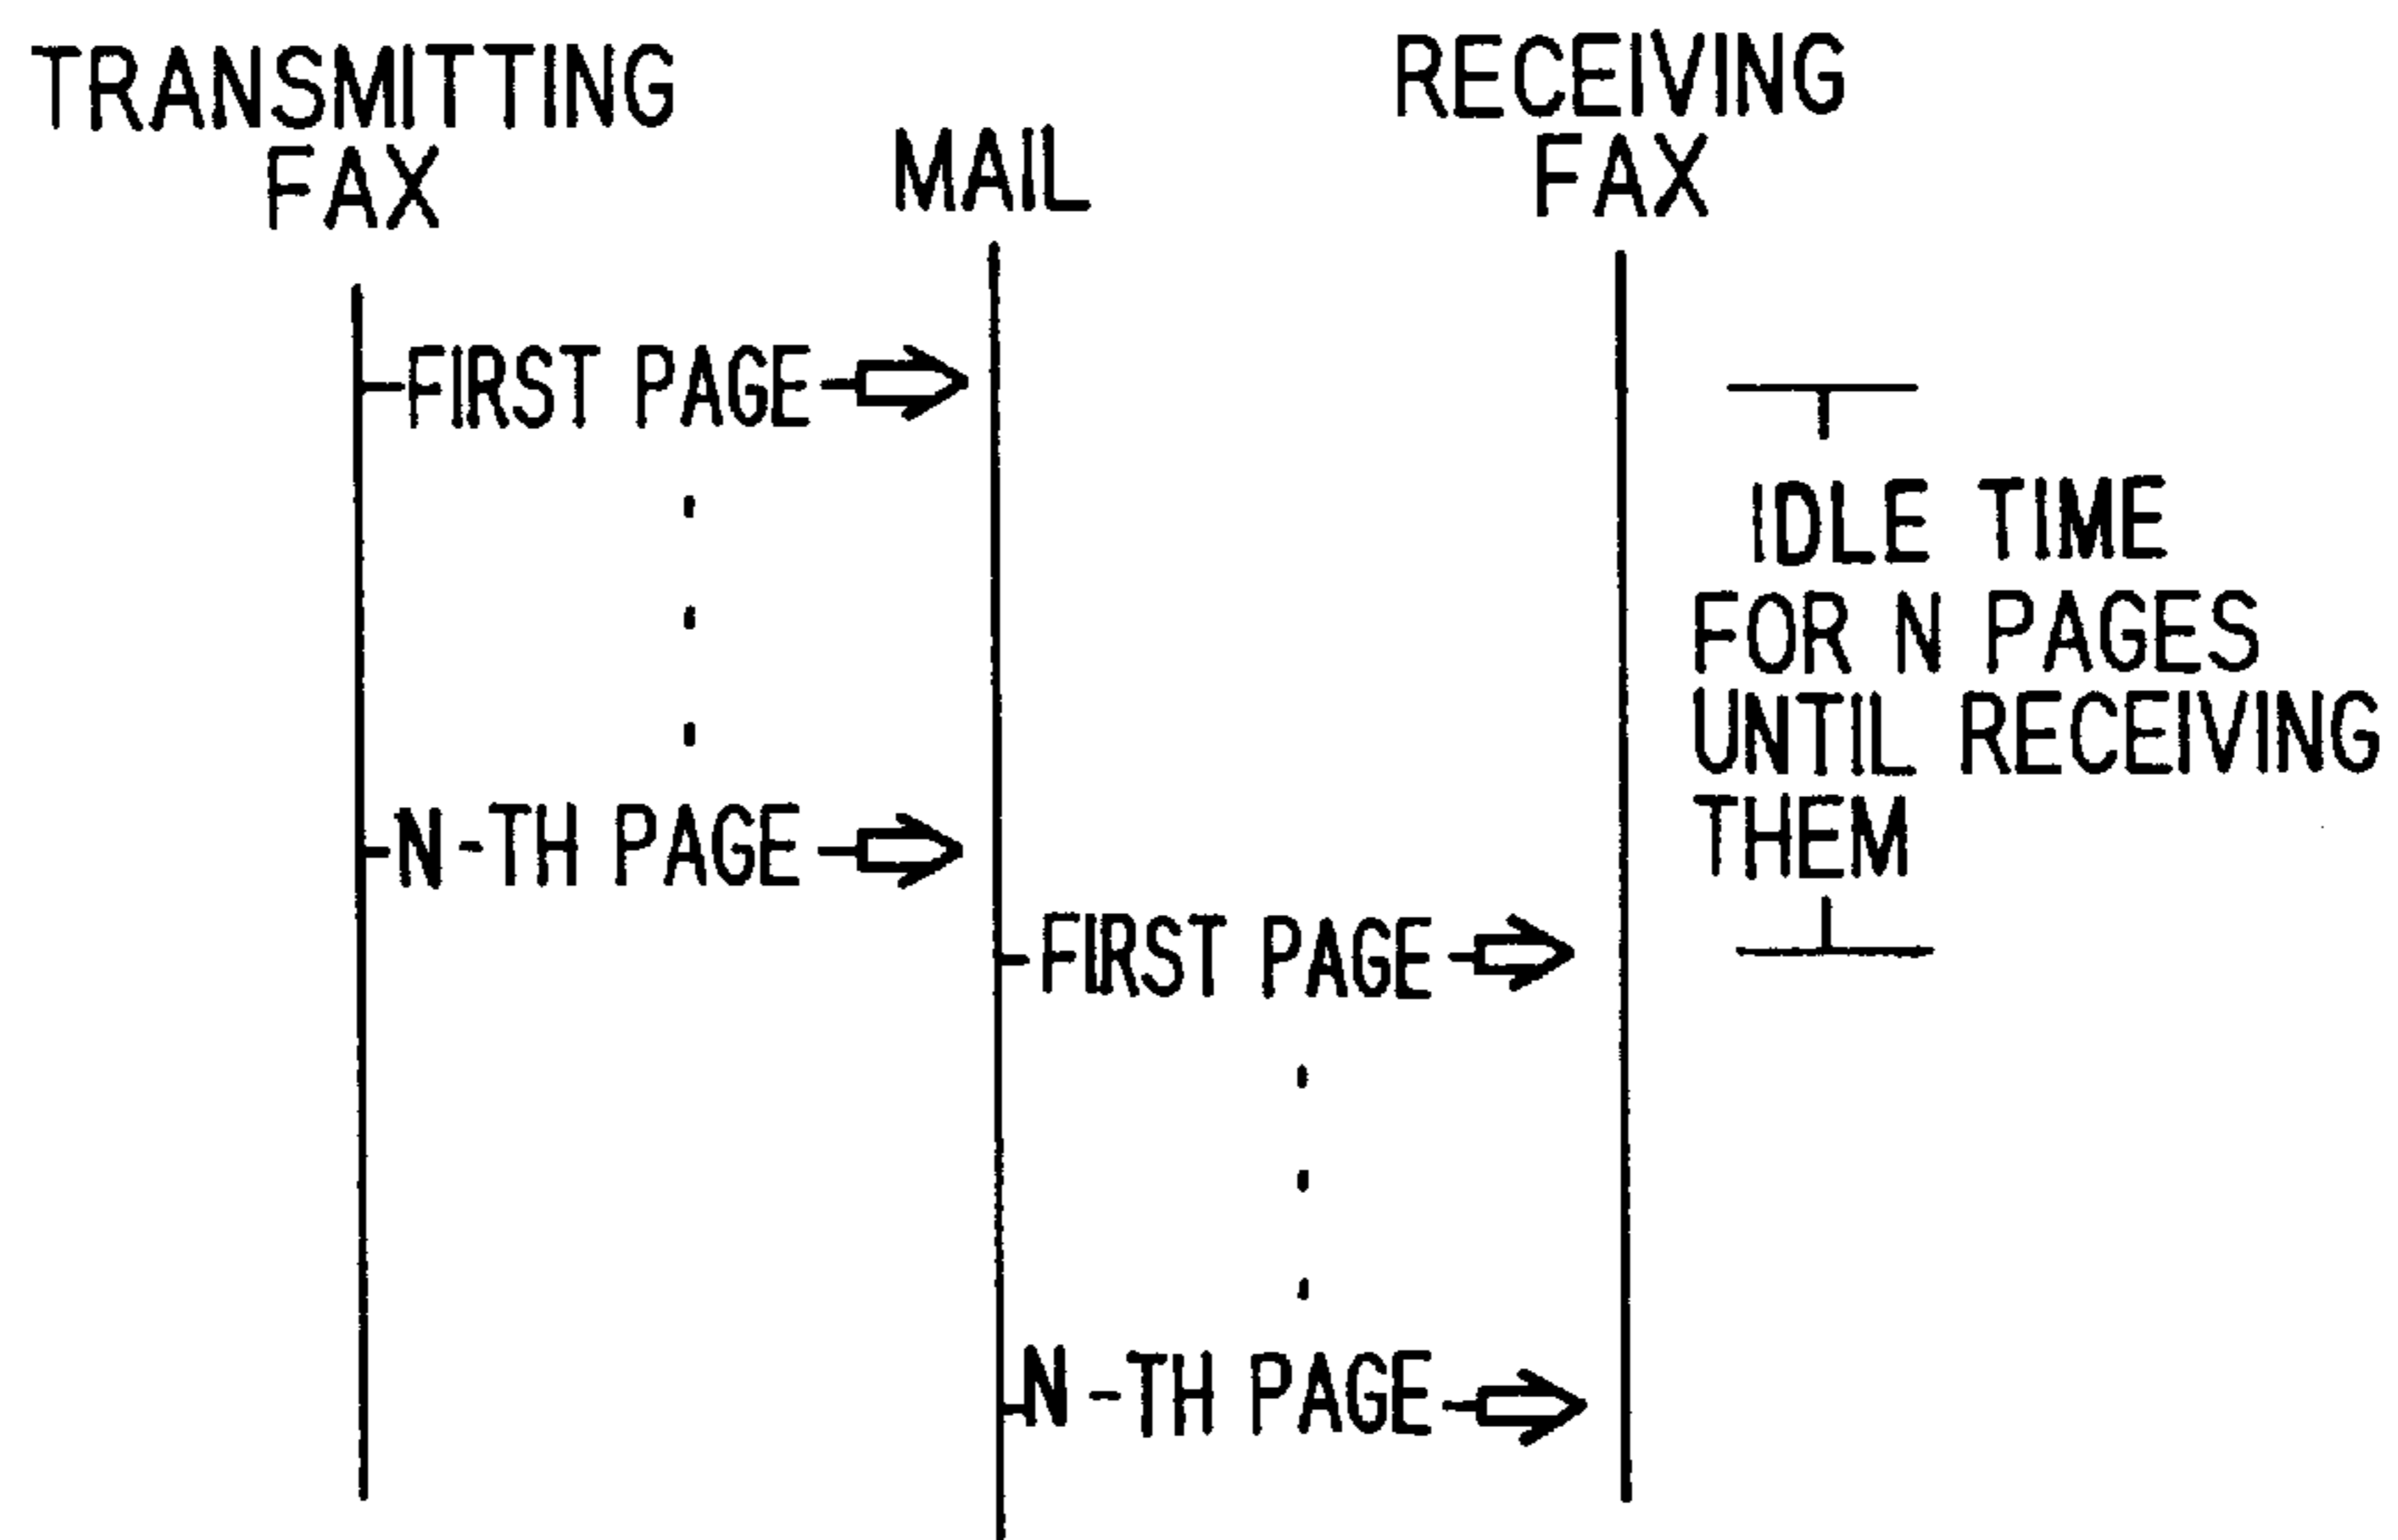 TRANSMITTING
FAX
MAIL
RECEIVING
FAX
FIRST PAGE
N-TH PAGE
FIRST PAGE
N-TH PAGE
IDLE TIME
FOR N PAGES
UNTIL RECEIVING
THEM